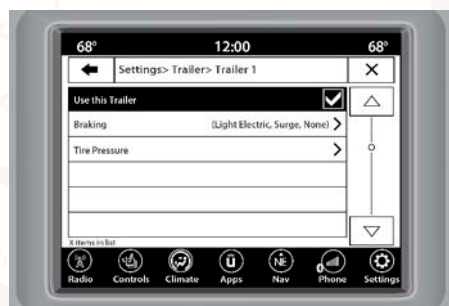 68° 12:00 68°
Settings> Trailer> Trailer 1
Use this Trailer
Braking (Light Electric, Surge, None) >
Tire Pressure >
X items in list
ü NE
Radio Controls Climate Apps Nav Phone Settings